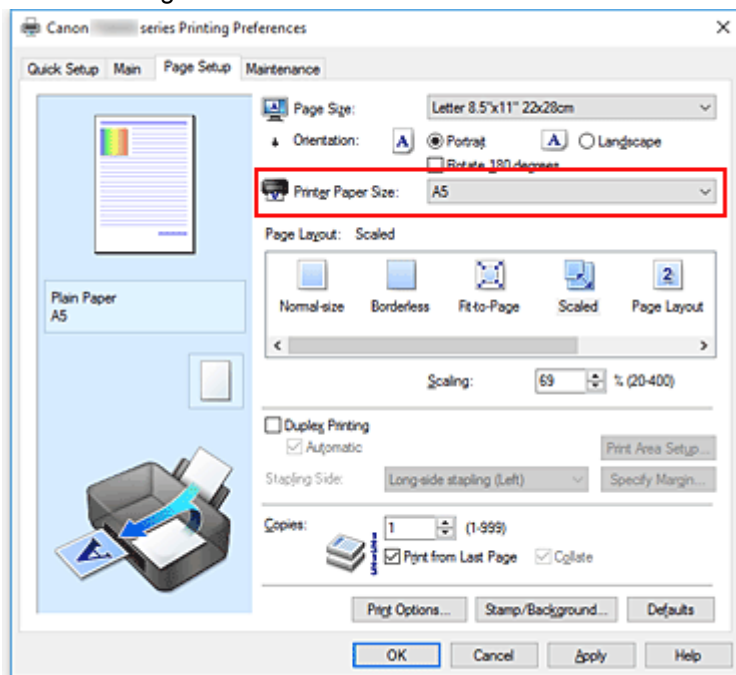 Canon series Printing Preferences
Quick Setup Main Page Setup Maintenance
Page Size: Letter 8.5"x11" 22x28cm
Orientation: A Portrait A Landscape
Rotate 180 degrees
Printer Paper Size: A5
Page Layout: Scaled
Normal-size Borderless Fit-to-Page Scaled 2 Page Layout
Plain Paper
A5
Scaling: 69 % (20-400)
Duplex Printing
Automatic
Print Area Setup...
Stapling Side: Long-side stapling (Left) Specify Margin...
Copies: 1 (1-999)
Print from Last Page Collate
Print Options... Stamp/Background... Defaults
OK Cancel Apply Help